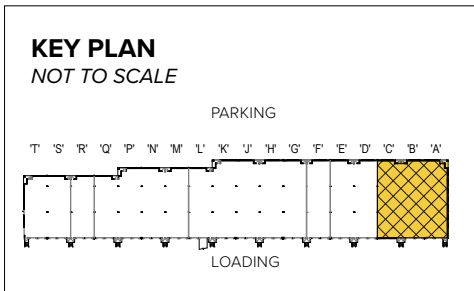 KEY PLAN
NOT TO SCALE
PARKING
'T' 'S' 'R' 'Q' 'P' 'N' 'M' 'L' 'K' 'J' 'H' 'G' 'F' 'E' 'D' 'C' 'B' 'A'
LOADING